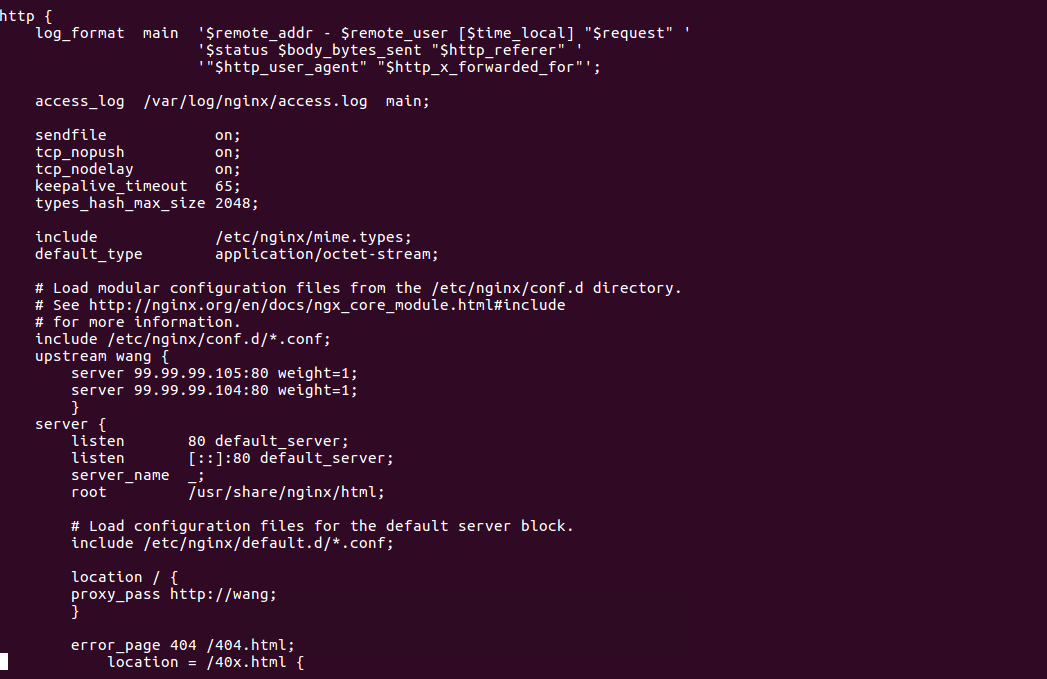 http {
    log_format  main  '$remote_addr - $remote_user [$time_local] "$request" '
                      '$status $body_bytes_sent "$http_referer" '
                      '"$http_user_agent" "$http_x_forwarded_for"';

    access_log  /var/log/nginx/access.log  main;

    sendfile            on;
    tcp_nopush          on;
    tcp_nodelay         on;
    keepalive_timeout   65;
    types_hash_max_size 2048;

    include             /etc/nginx/mime.types;
    default_type        application/octet-stream;

    # Load modular configuration files from the /etc/nginx/conf.d directory.
    # See http://nginx.org/en/docs/ngx_core_module.html#include
    # for more information.
    include /etc/nginx/conf.d/*.conf;
    upstream wang {
        server 99.99.99.105:80 weight=1;
        server 99.99.99.104:80 weight=1;
        }
    server {
        listen       80 default_server;
        listen       [::]:80 default_server;
        server_name  _;
        root         /usr/share/nginx/html;

        # Load configuration files for the default server block.
        include /etc/nginx/default.d/*.conf;

        location / {
        proxy_pass http://wang;
        }

        error_page 404 /404.html;
            location = /40x.html {